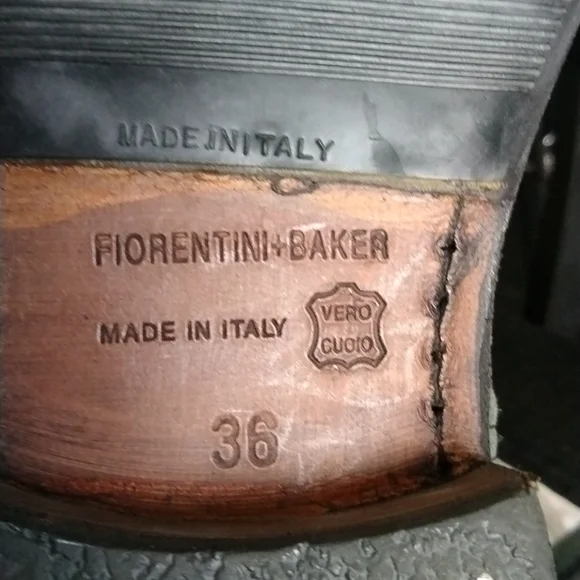 MADE IN ITALY
FIORENTINI+BAKER
MADE IN ITALY
VERO
CUOIO
36